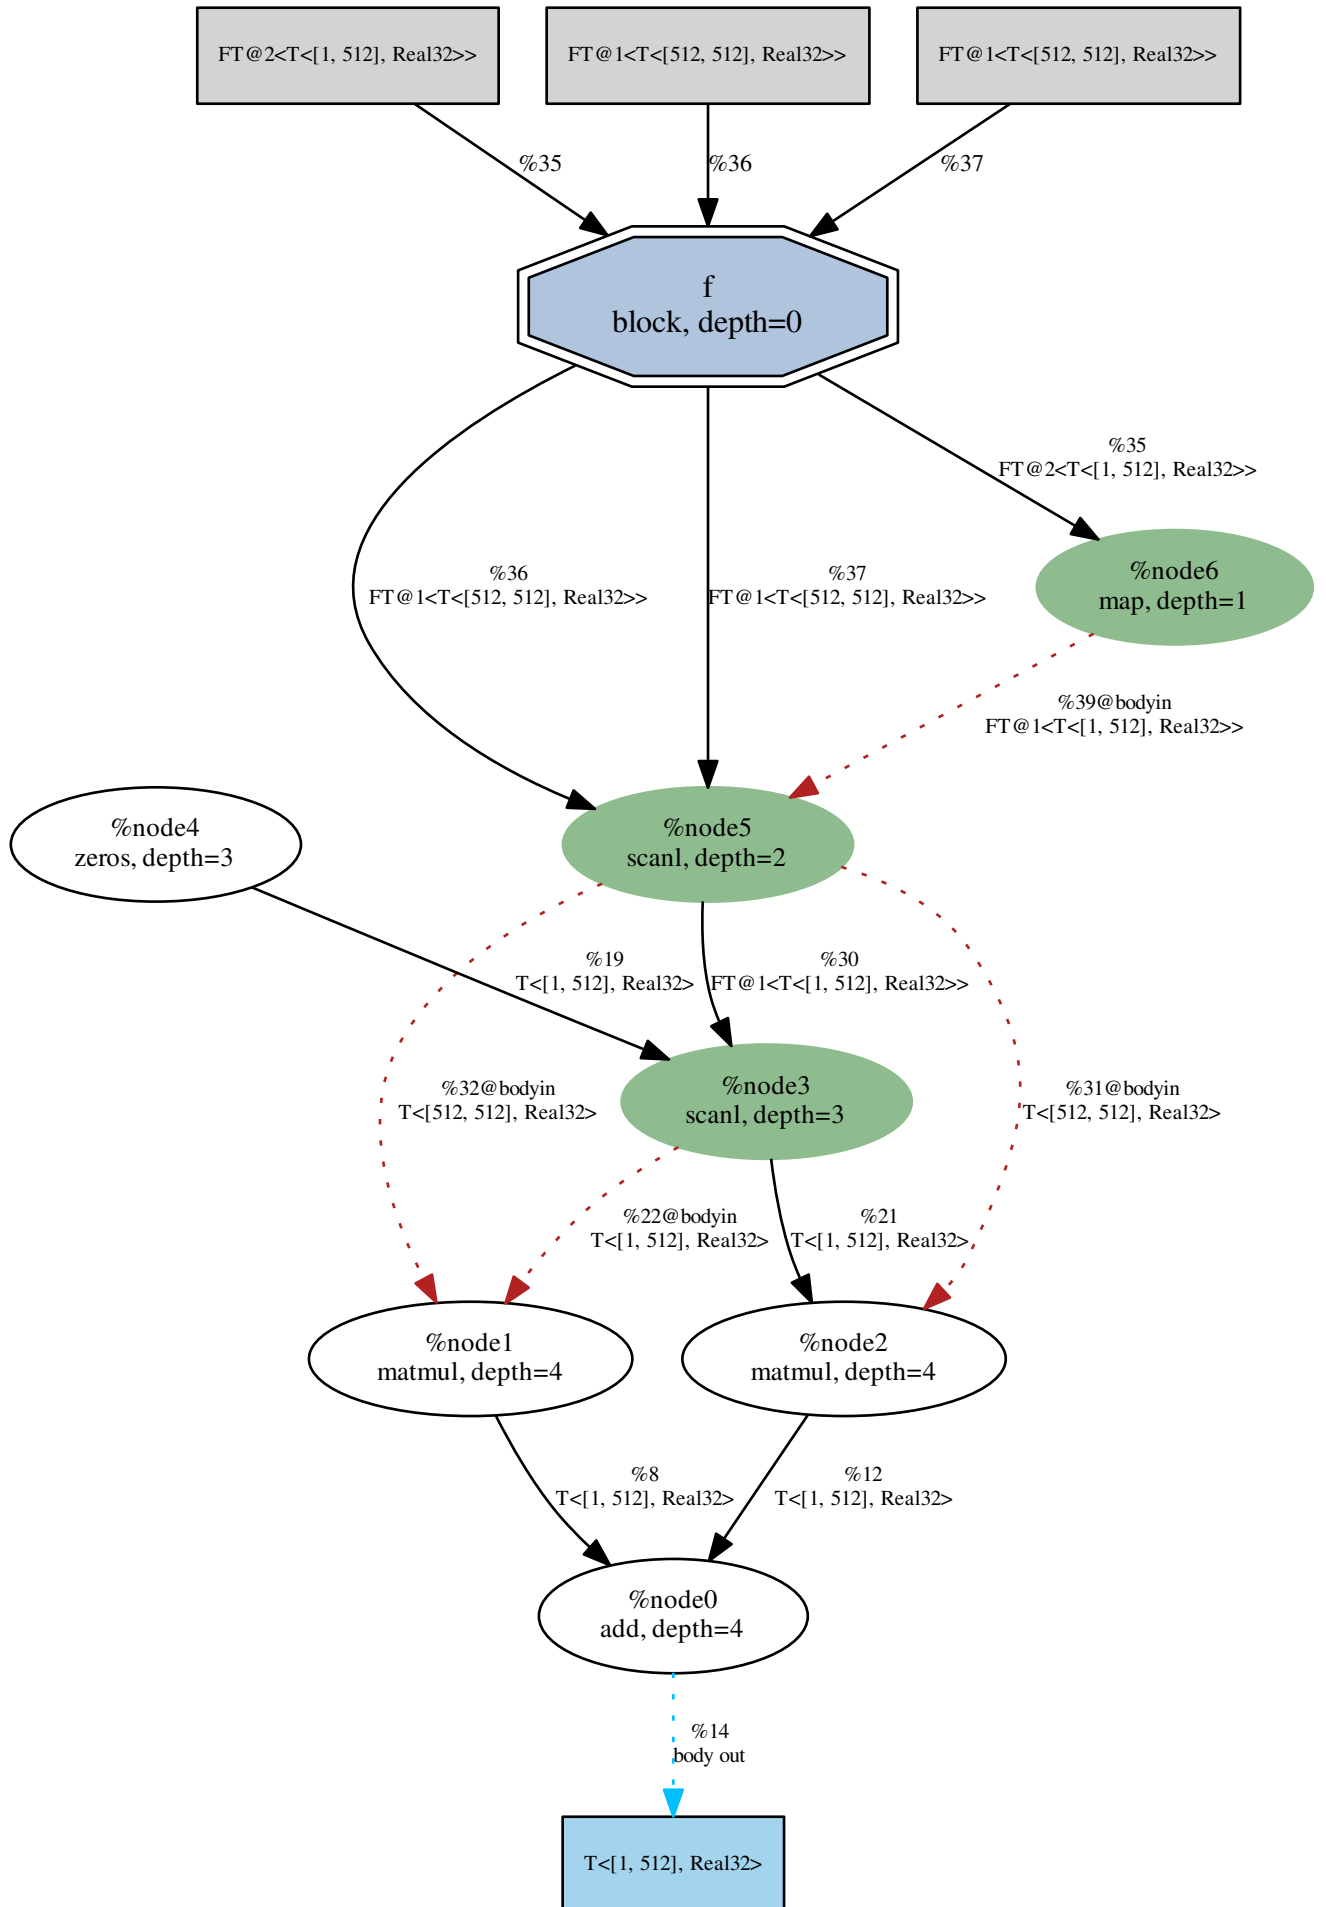 FT@2<T<[1, 512], Real32>>
FT@1<T<[512, 512], Real32>>
FT@1<T<[512, 512], Real32>>
%35
%36
%37
f
block, depth=0
%35
FT@2<T<[1, 512], Real32>>
%36
FT@1<T<[512, 512], Real32>>
%37
FT@1<T<[512, 512], Real32>>
%node6
map, depth=1
%39@bodyin
FT@1<T<[1, 512], Real32>>
%node4
zeros, depth=3
%node5
scanl, depth=2
%19
T<[1, 512], Real32>
%30
FT@1<T<[1, 512], Real32>>
%32@bodyin
T<[512, 512], Real32>
%node3
scanl, depth=3
%31@bodyin
T<[512, 512], Real32>
%22@bodyin
T<[1, 512], Real32>
%21
T<[1, 512], Real32>
%node1
matmul, depth=4
%node2
matmul, depth=4
%8
T<[1, 512], Real32>
%12
T<[1, 512], Real32>
%node0
add, depth=4
%14
body out
T<[1, 512], Real32>